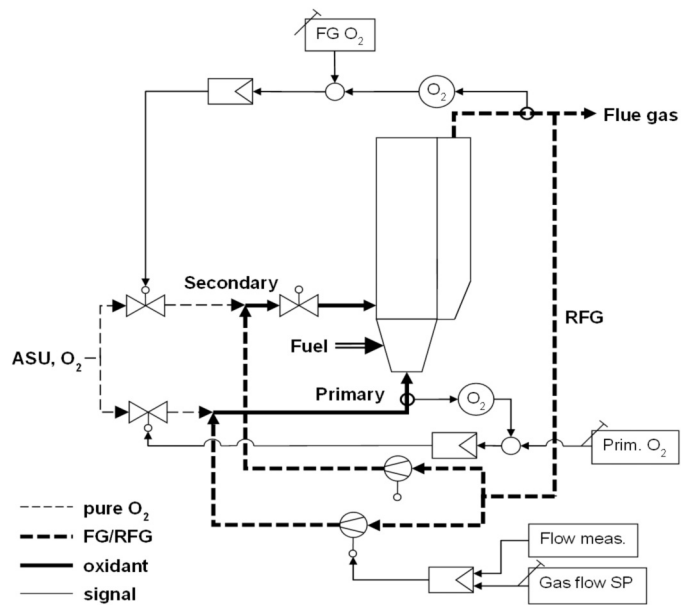 FG O₂
O₂
Flue gas
Secondary
RFG
Fuel
ASU, O₂
Primary
O₂
Prim. O₂
pure O₂
FG/RFG
oxidant
signal
Flow meas.
Gas flow SP